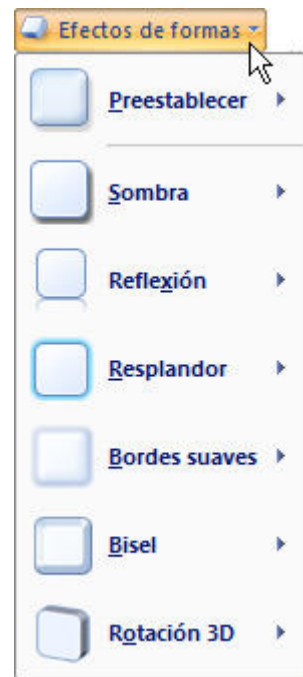 Efectos de formas
Preestablecer
Sombra
Reflexión
Resplandor
Bordes suaves
Bisel
Rotación 3D